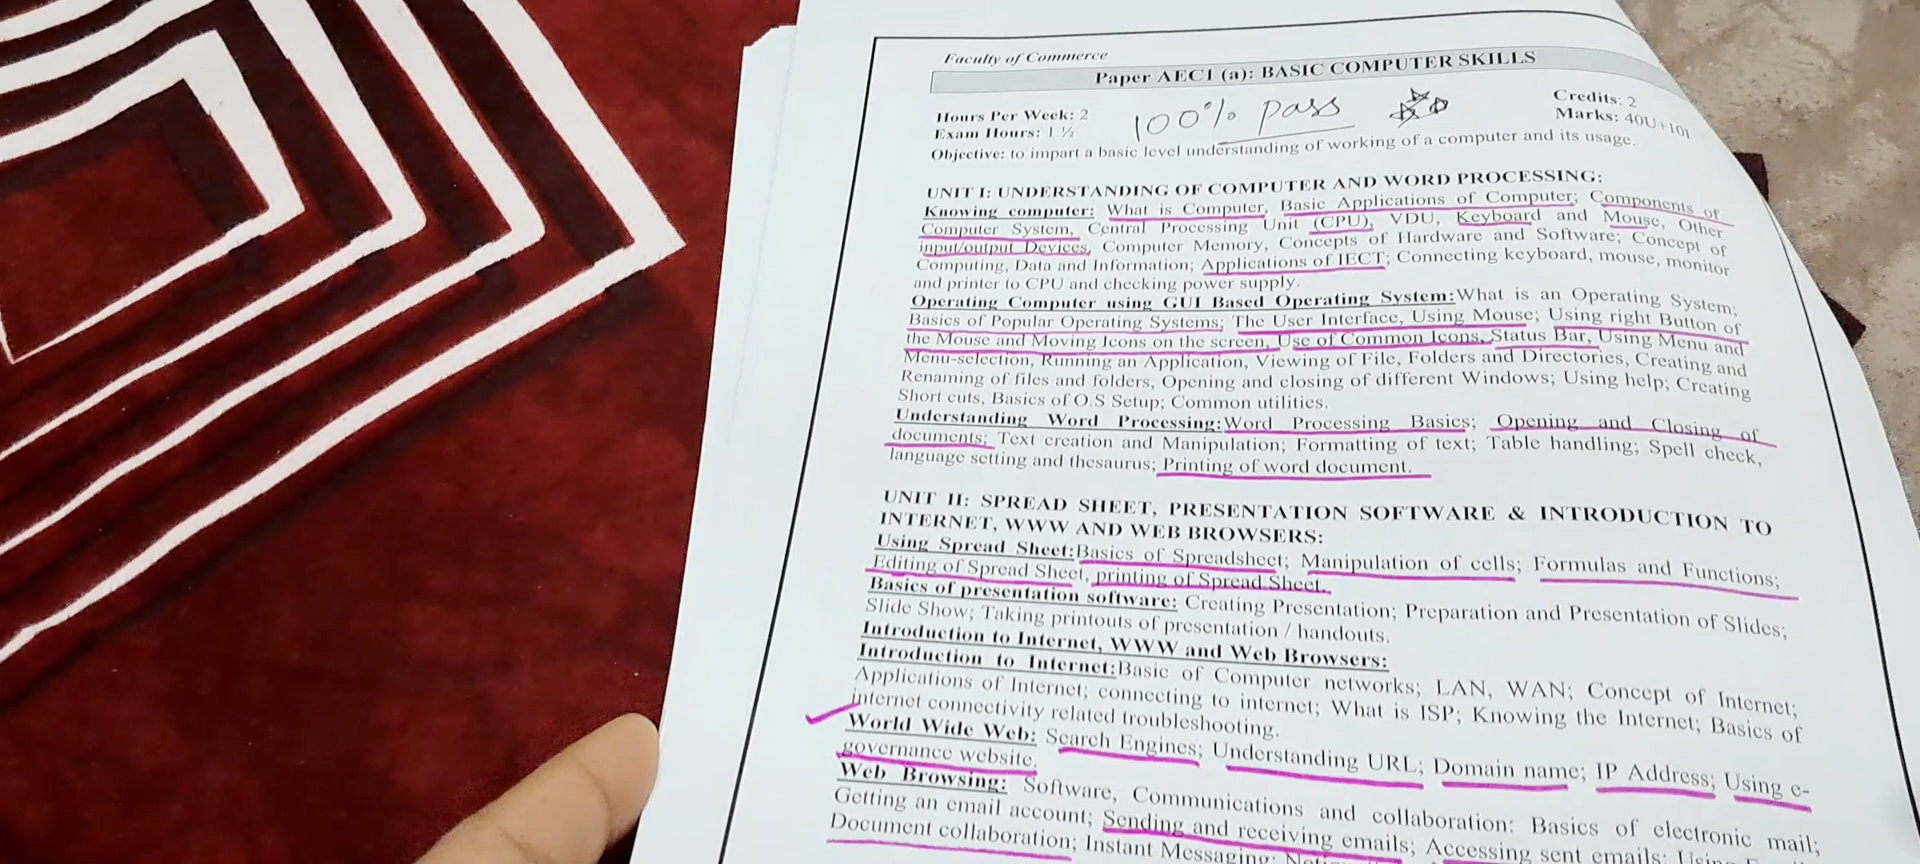 Faculty of Commerce
Paper AEC1 (a): BASIC COMPUTER SKILLS
Hours Per Week: 2
100% pass
Credits: 2
Exam Hours: 1 ½
Marks: 40U+10I
Objective: to impart a basic level understanding of working of a computer and its usage.
UNIT I: UNDERSTANDING OF COMPUTER AND WORD PROCESSING:
Knowing computer: What is Computer, Basic Applications of Computer; Components of
Computer System, Central Processing Unit (CPU), VDU, Keyboard and Mouse, Other
input/output Devices, Computer Memory, Concepts of Hardware and Software; Concept of
Computing, Data and Information; Applications of IECT; Connecting keyboard, mouse, monitor
and printer to CPU and checking power supply.
Operating Computer using GUI Based Operating System:What is an Operating System;
Basics of Popular Operating Systems; The User Interface, Using Mouse; Using right Button of
the Mouse and Moving Icons on the screen, Use of Common Icons, Status Bar, Using Menu and
Menu-selection, Running an Application, Viewing of File, Folders and Directories, Creating and
Renaming of files and folders, Opening and closing of different Windows; Using help; Creating
Short cuts, Basics of O.S Setup; Common utilities.
Understanding Word Processing:Word Processing Basics; Opening and Closing of
documents; Text creation and Manipulation; Formatting of text; Table handling; Spell check,
language setting and thesaurus; Printing of word document.
UNIT II: SPREAD SHEET, PRESENTATION SOFTWARE & INTRODUCTION TO
INTERNET, WWW AND WEB BROWSERS:
Using Spread Sheet:Basics of Spreadsheet; Manipulation of cells; Formulas and Functions;
Editing of Spread Sheet, printing of Spread Sheet.
Basics of presentation software: Creating Presentation; Preparation and Presentation of Slides;
Slide Show; Taking printouts of presentation / handouts.
Introduction to Internet, WWW and Web Browsers:
Introduction to Internet:Basic of Computer networks; LAN, WAN; Concept of Internet;
Applications of Internet; connecting to internet; What is ISP; Knowing the Internet; Basics of
internet connectivity related troubleshooting.
World Wide Web: Search Engines; Understanding URL; Domain name; IP Address; Using e-
governance website.
Web Browsing: Software, Communications and collaboration: Basics of electronic mail;
Getting an email account; Sending and receiving emails; Accessing sent emails;
Document collaboration; Instant Messaging;